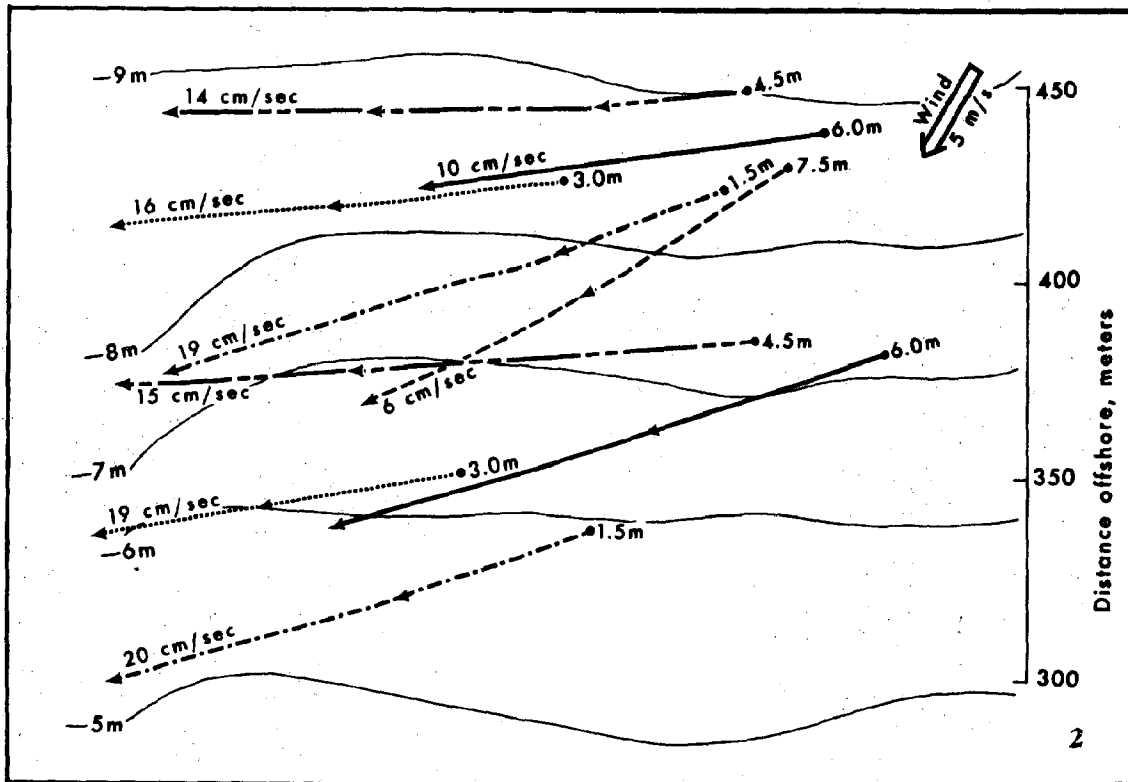 —9m
14 cm/sec
4.5m
Wind
5 m/s.
450
10 cm/sec
6.0m
16 cm/sec
3.0m
1.5m
7.5m
400
—8m
19 cm/sec
4.5m
6.0m
15 cm/sec
6 cm/sec
—7m
3.0m
350
19 cm/sec
—6m
1.5m
Distance offshore, meters
20 cm/sec
300
—5m
2